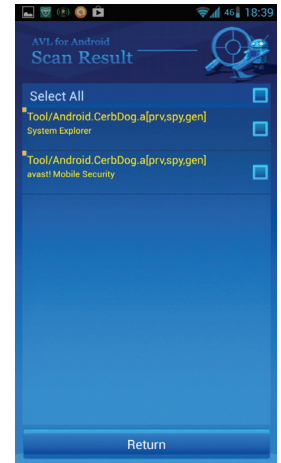 46 18:39
AVL for Android
Scan Result
Select All
Tool/Android.CerbDog.a[prv,spy,gen]
System Explorer
Tool/Android.CerbDog.a[prv,spy,gen]
avast! Mobile Security
Return